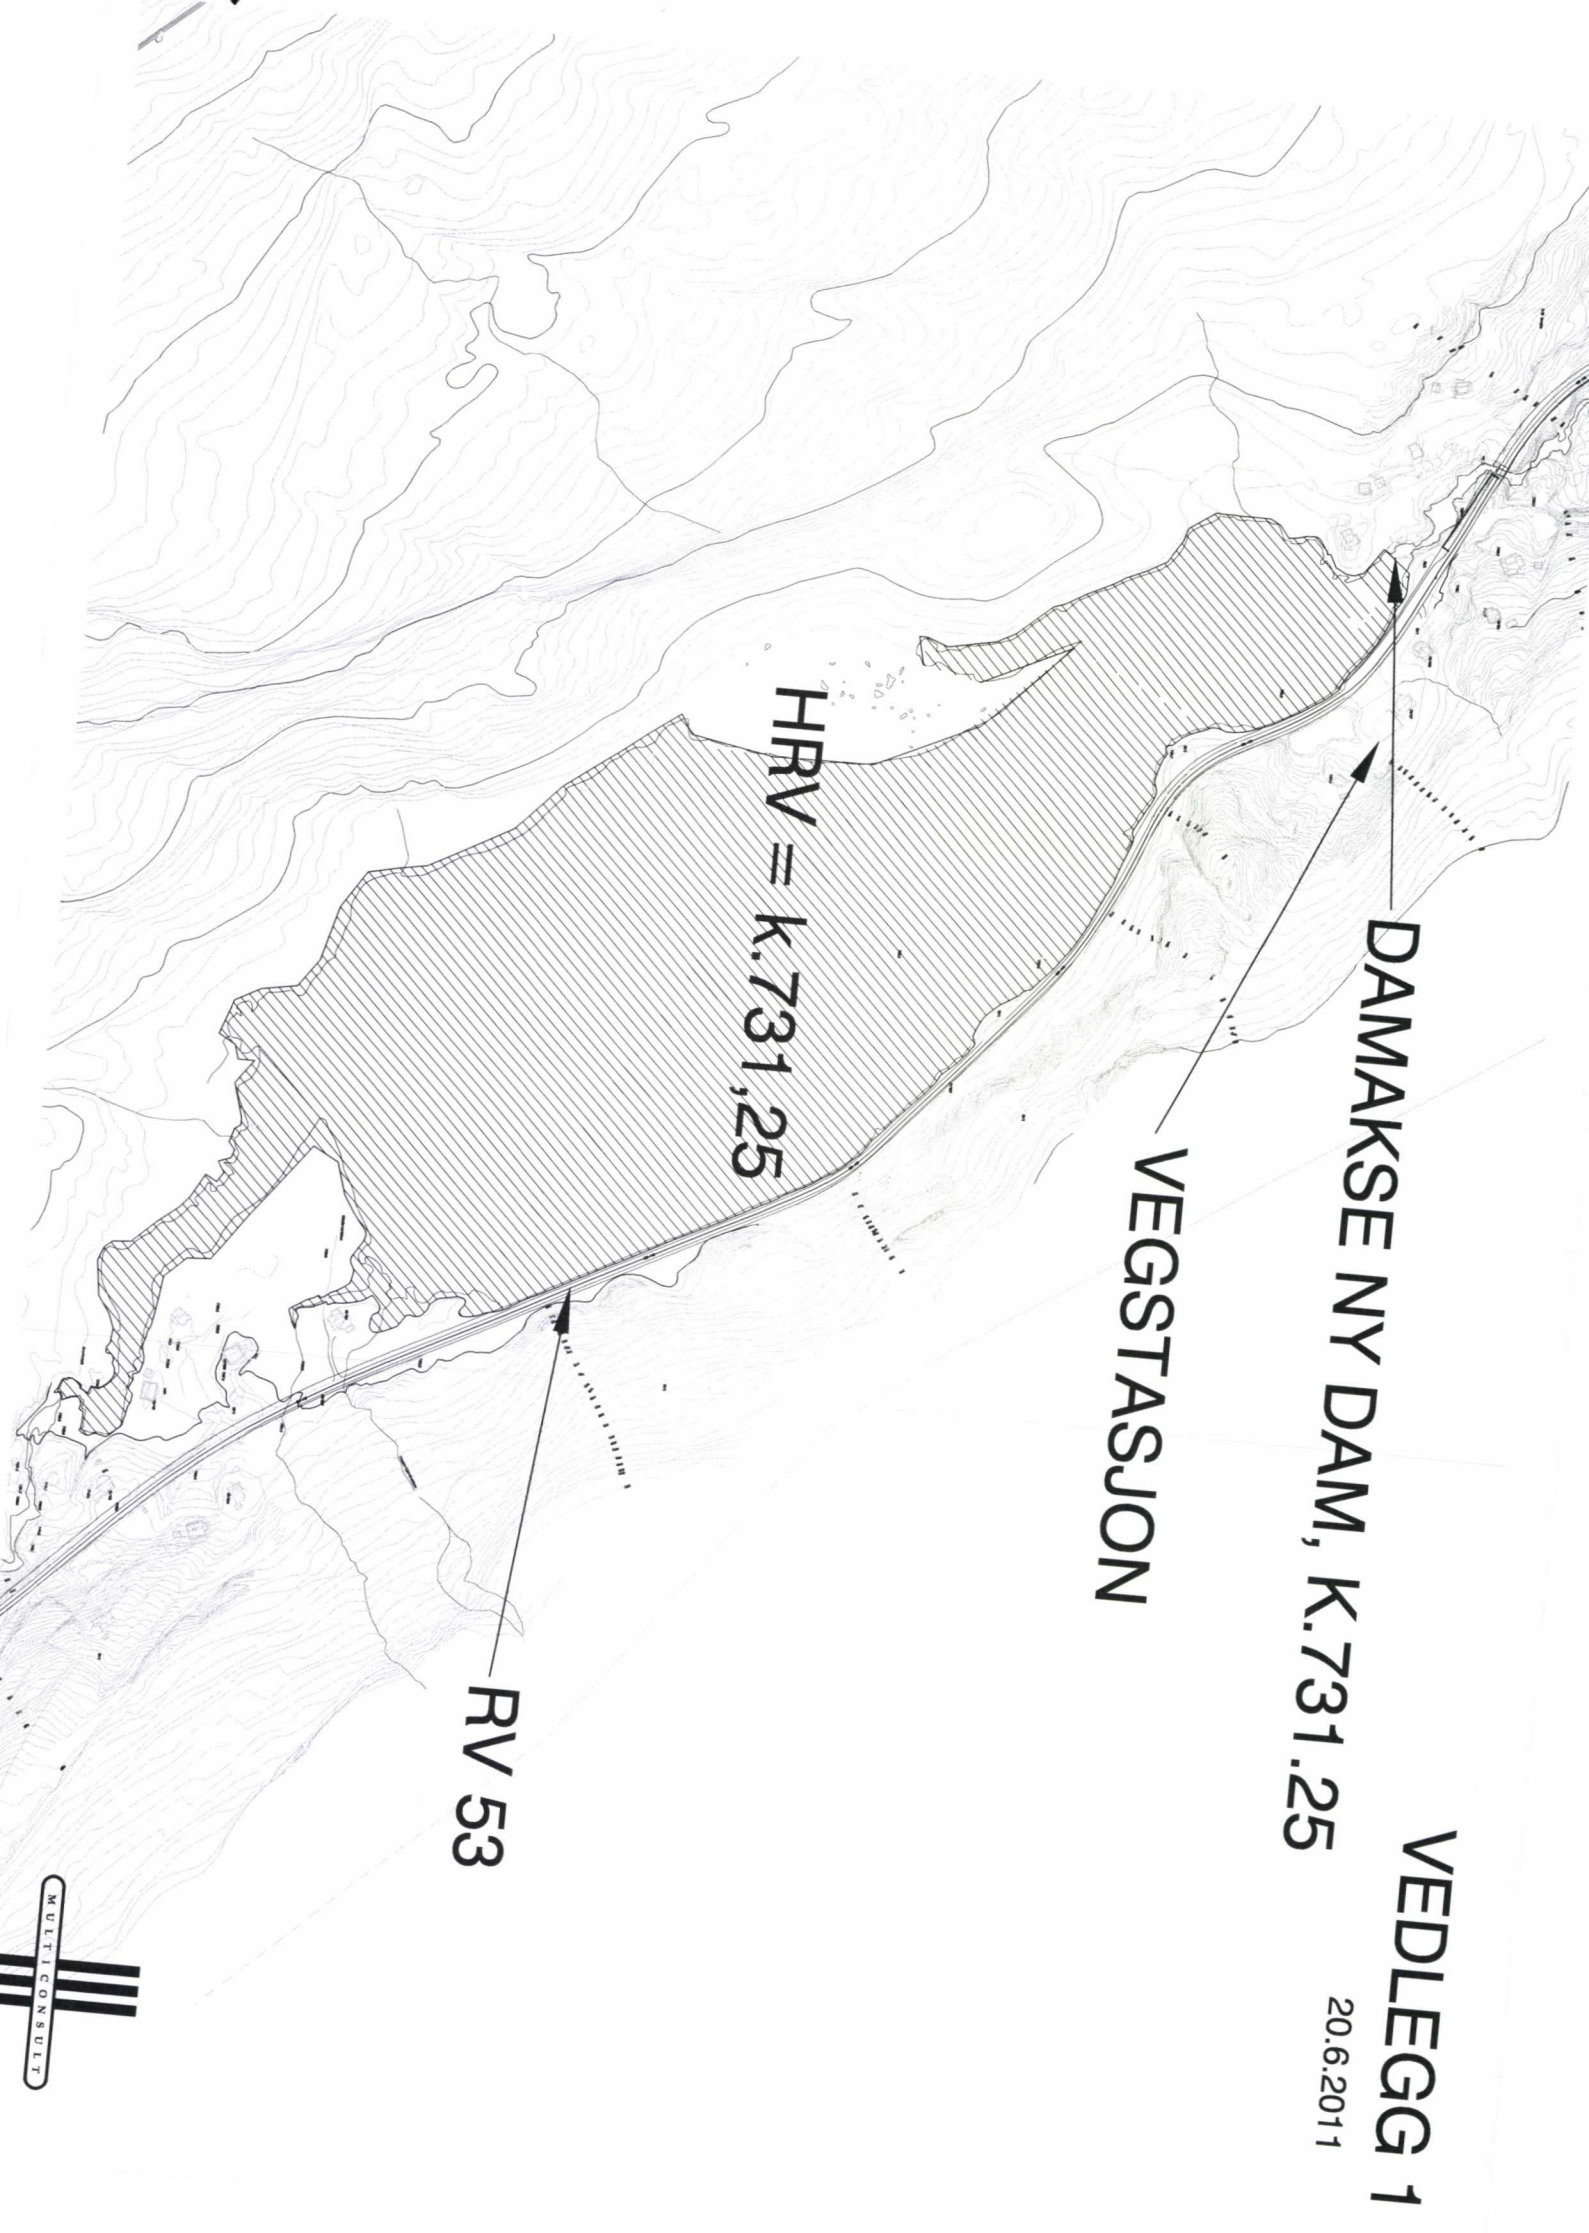 VEDLEGG 1
20.6.2011
DAMAKSE NY DAM, K.731.25
VEGSTASJON
HRV = k.731,25
RV 53
MULTICONSULT